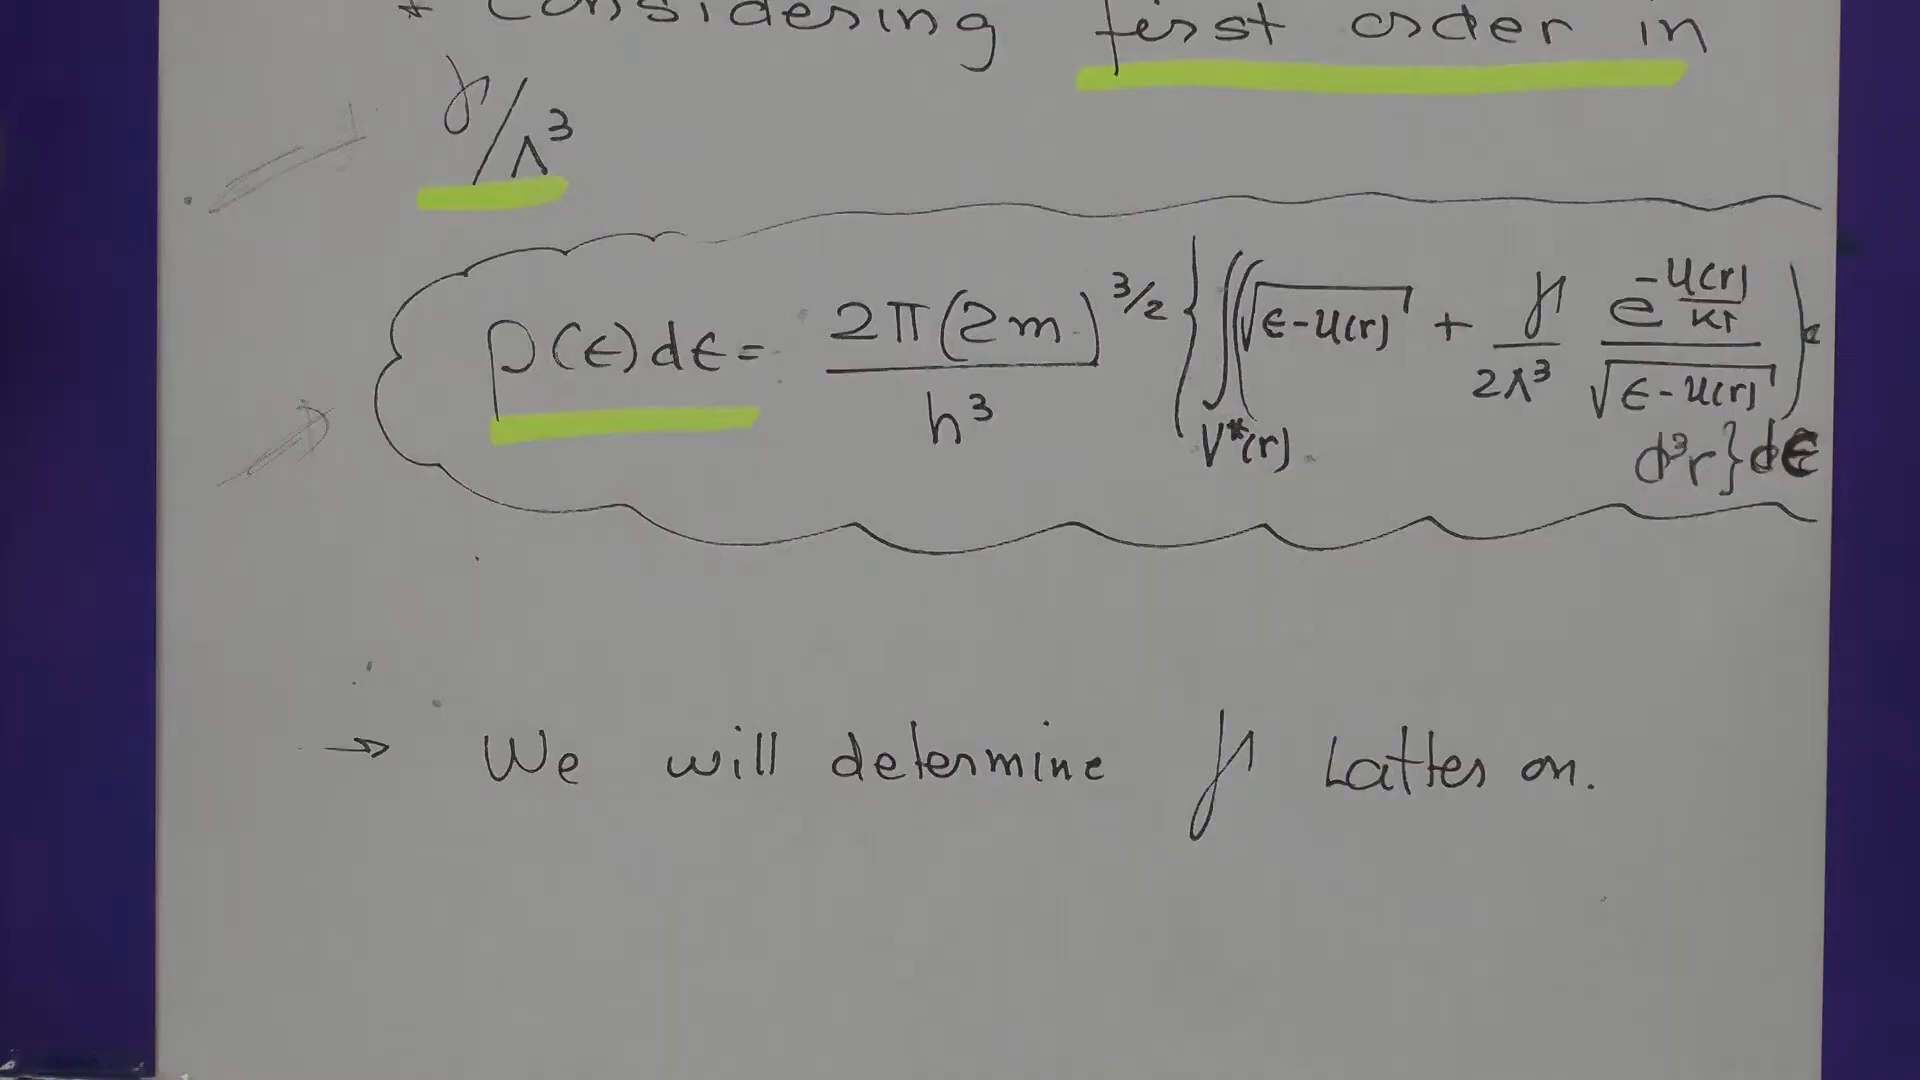 * Considering first order in
γ/Λ³
ρ(ε)dε = 2π(2m)^3/2 / h³ { ∫_V*(r) ( √(ε-U(r)) + γ/2Λ³ e^(-U(r)/KT) / √(ε-U(r)) ) d³r } dε
→ We will determine γ Latter on.